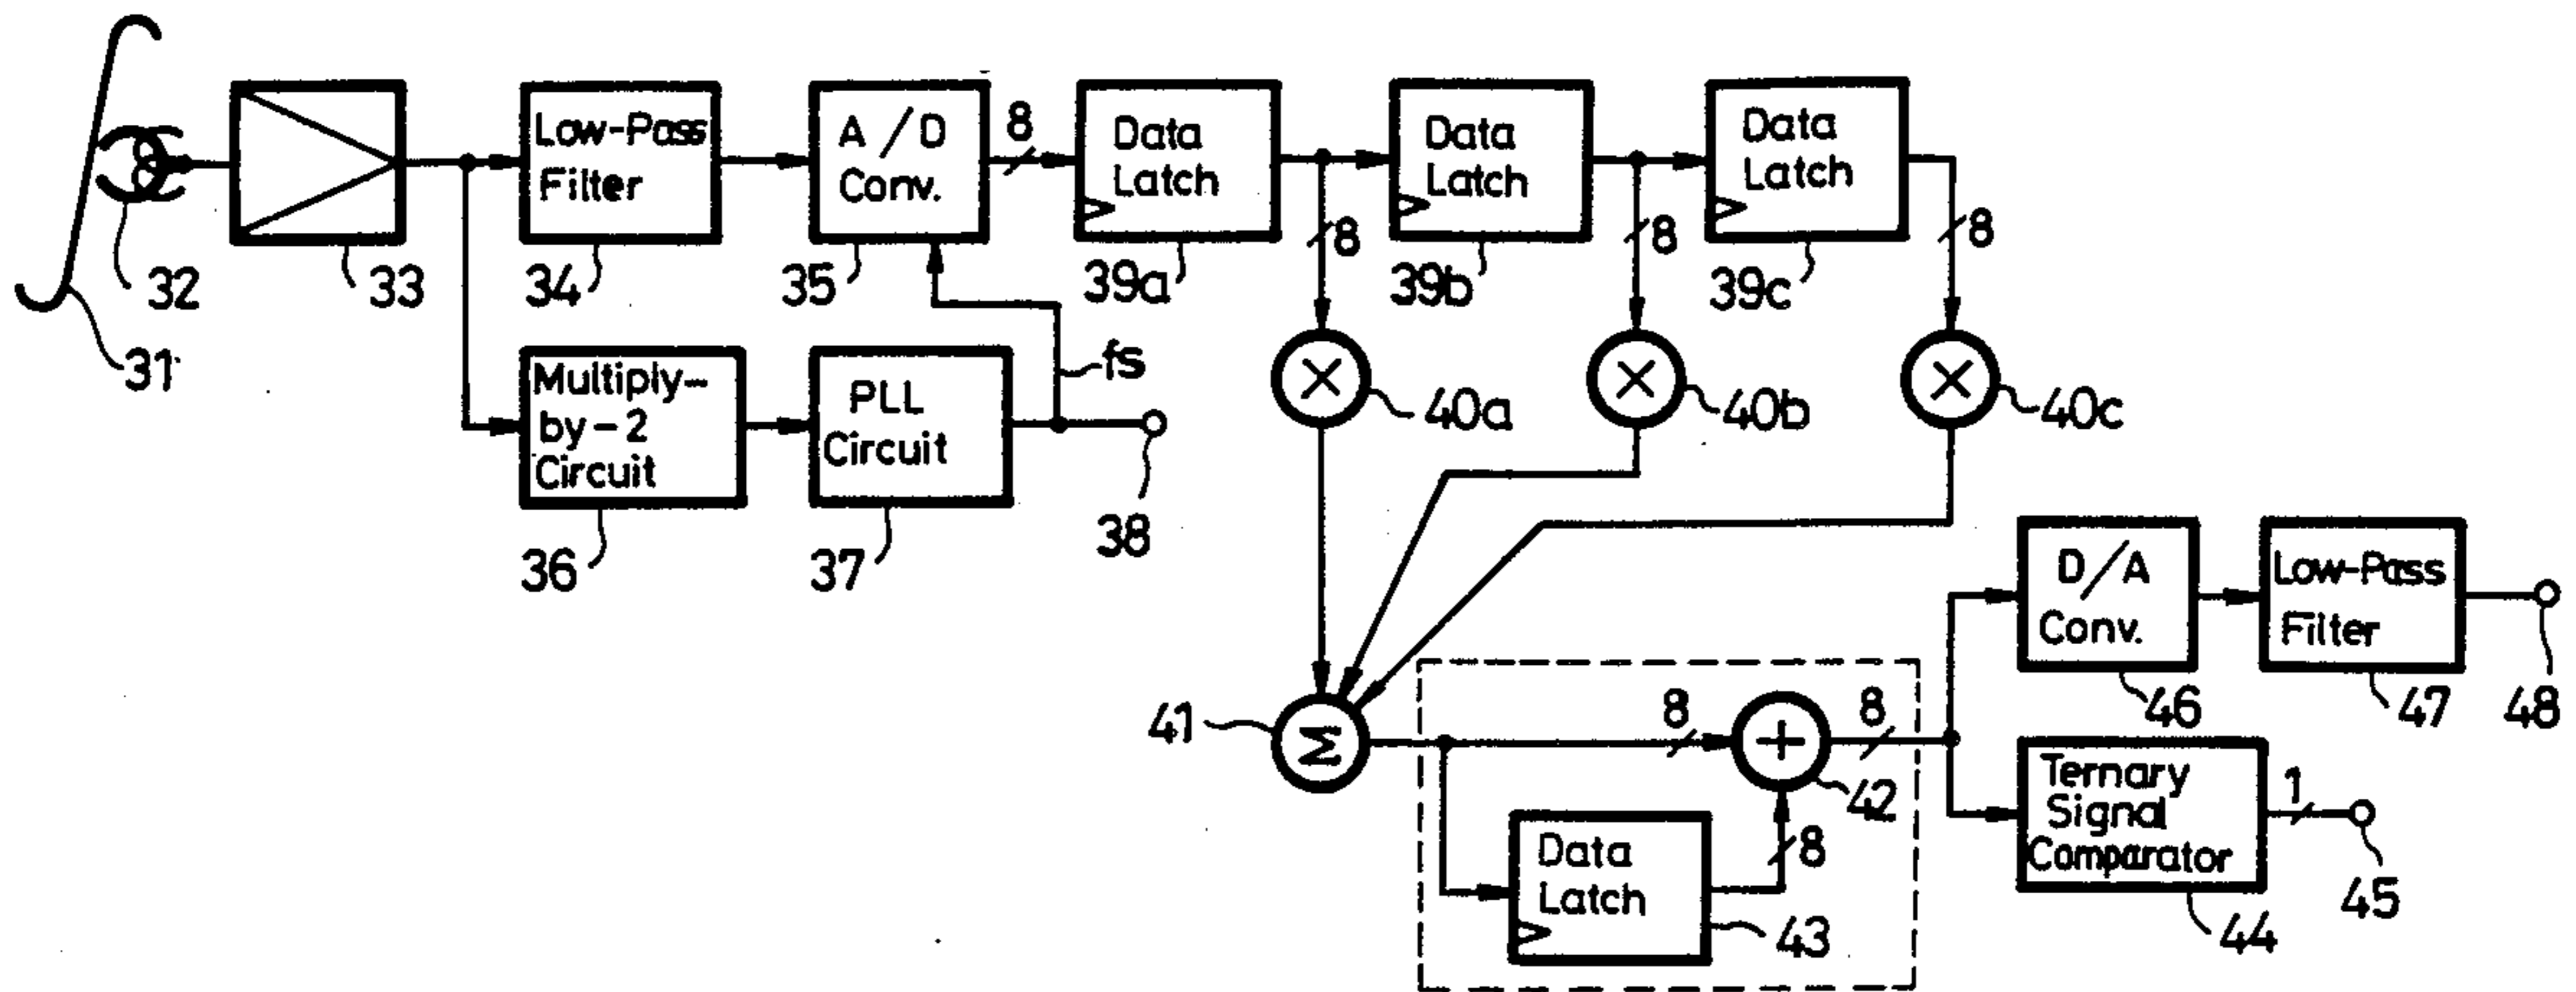 Low-Pass
Filter
A/D
Conv.
8
Data
Latch
Data
Latch
Data
Latch
8
8
8
32
33
34
35
39a
39b
39c
31
Multiply-
by-2
Circuit
PLL
Circuit
fs
×
40a
×
40b
×
40c
36
37
38
41
Σ
8
+
8
42
Data
Latch
8
43
D/A
Conv.
46
Low-Pass
Filter
47
48
Ternary
Signal
Comparator
1
45
44